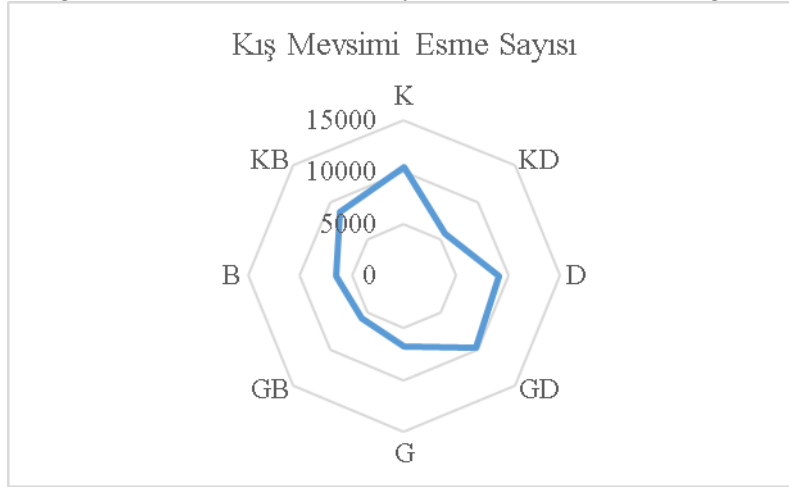 Kış Mevsimi Esme Sayısı
K
15000
KB
KD
10000
5000
B
0
D
GB
GD
G